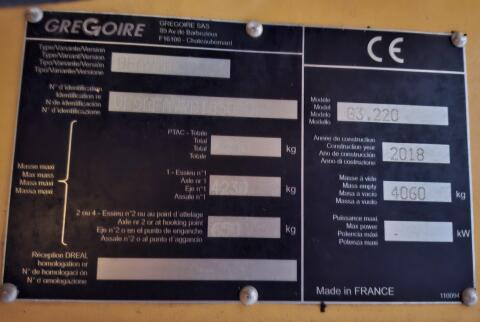 GREGOIRE
GREGOIRE SAS
89 Av de Barbezieux
F16100 - Chateaubernard
CE
Type/Variante/Version
Type/Variant/Version
Tipo/Variante/Versión
Tipo/Variante/Versione
N° d'identification
Identification nr
N de identificación
N° d'identificazione
Masse maxi
Max mass
Masa maxi
Massa maxi
PTAC - Totale
Total
Total
Totale
kg
1 - Essieu n°1
Axle nr 1
Eje n°1
Assale n°1
4230
kg
2 ou 4 - Essieu n°2 ou au point d'attelage
Axle nr 2 or at hooking point
Eje n°2 o en el punto de enganche
Assale n°2 o al punto d'aggancio
kg
Réception DREAL
homologation nr
N° de homologación
N° d'omologazione
Modèle
Model
Modelo
Modello
G3.220
Année de construction
Construction year
Año de construcción
Anno di costruzione
2018
Masse à vide
Mass empty
Masa a vacío
Massa a vuoto
4060
kg
Puissance maxi
Max power
Potencia maxi
Potenza maxi
kW
Made in FRANCE
110094